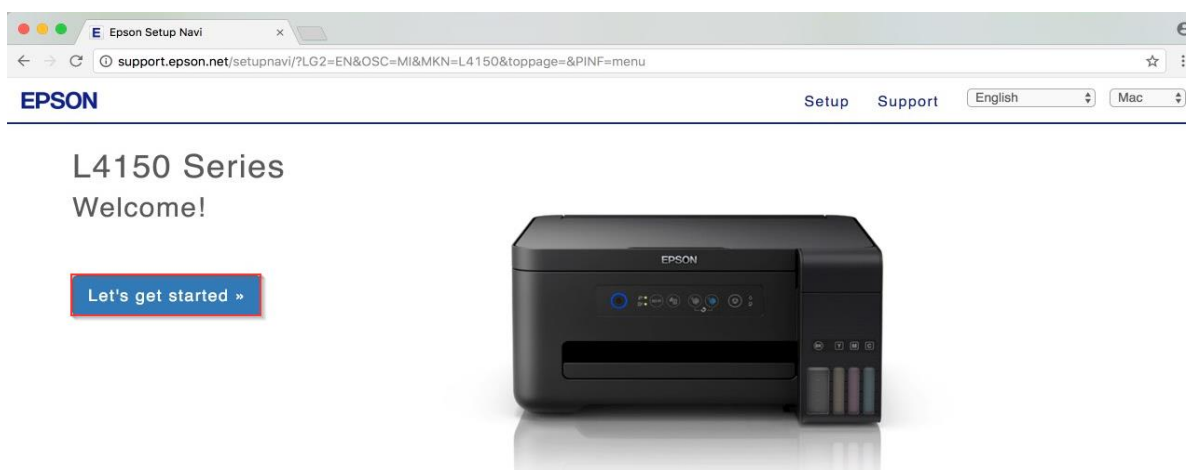 E Epson Setup Navi ×
support.epson.net/setupnavi/?LG2=EN&OSC=MI&MKN=L4150&toppage=&PINF=menu
EPSON Setup Support English Mac
L4150 Series
Welcome!
EPSON
Let's get started »
Y M C